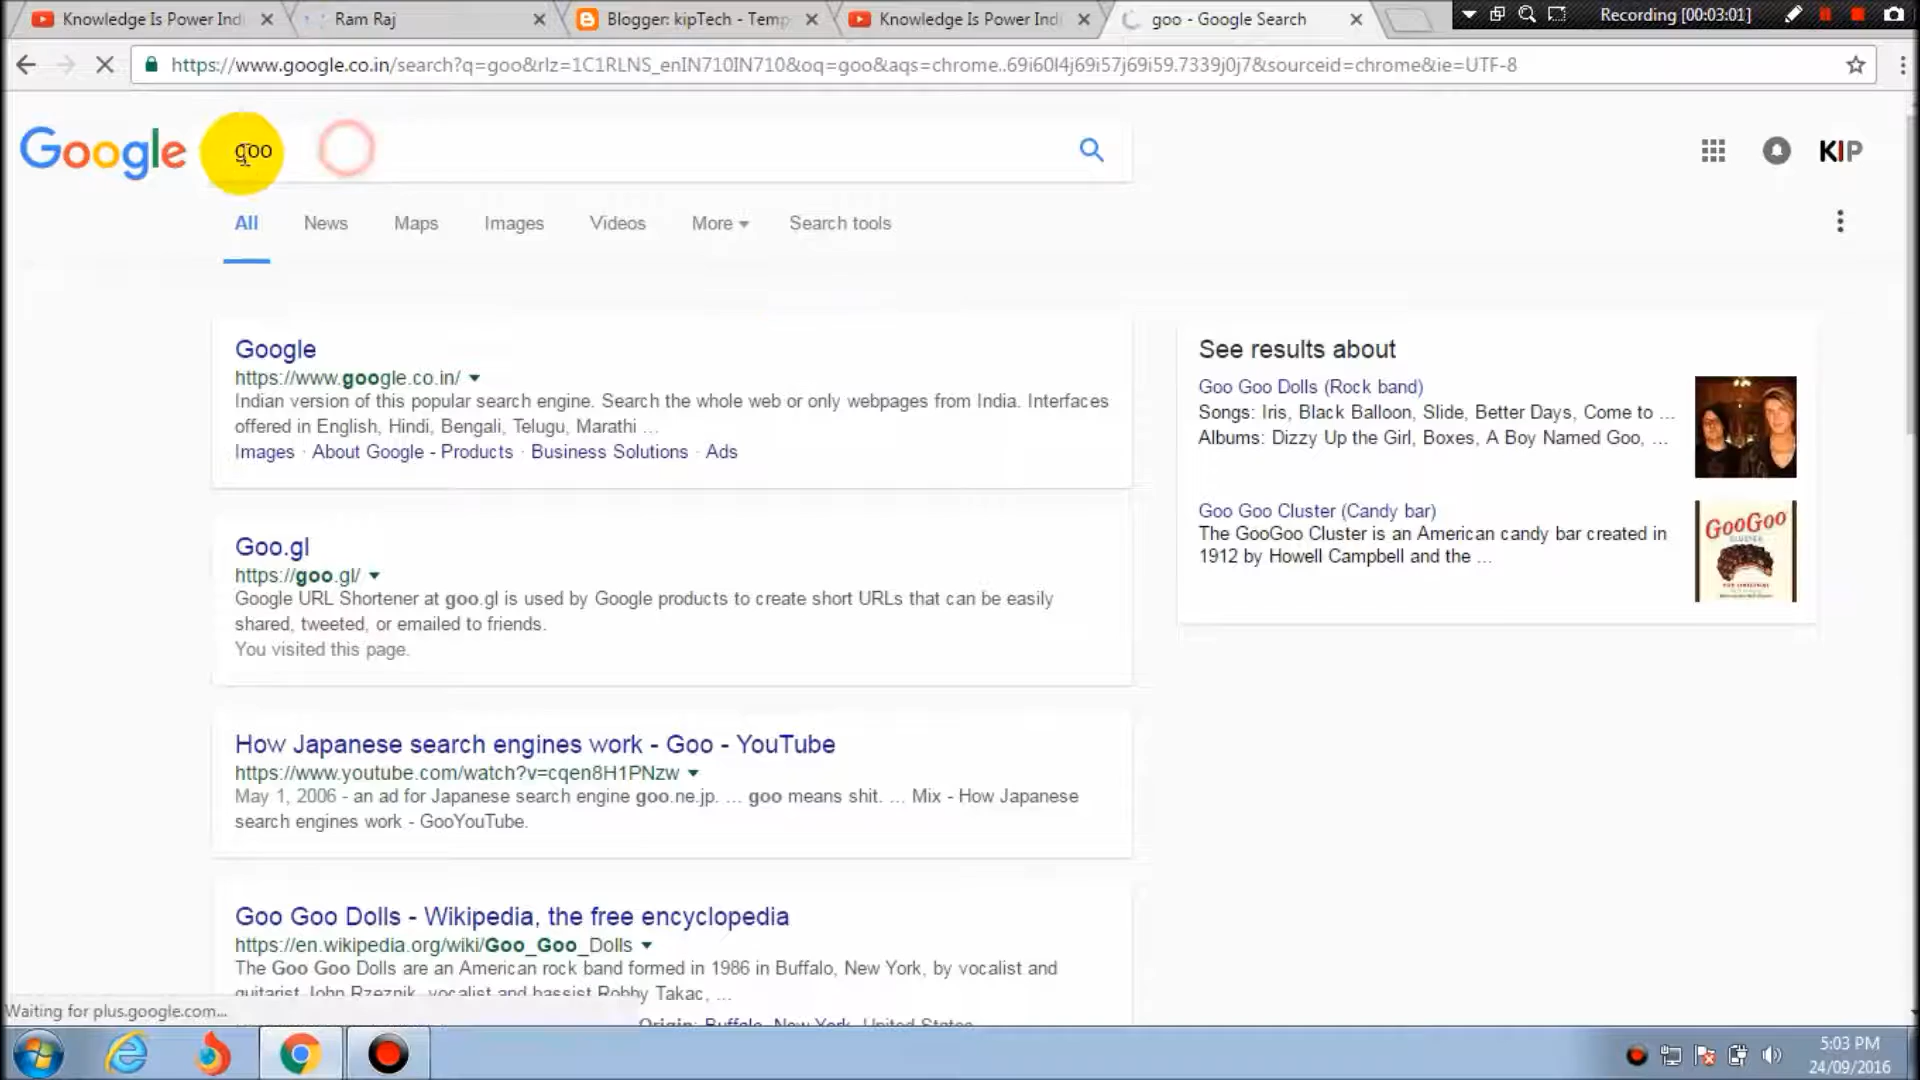 Knowledge Is Power Indi
Ram Raj
Blogger: kipTech - Temp
Knowledge Is Power Indi
goo - Google Search
Recording [00:03:01]
https://www.google.co.in/search?q=goo&rlz=1C1RLNS_enIN710IN710&oq=goo&aqs=chrome..69i60l4j69i57j69i59.7339j0j7&sourceid=chrome&ie=UTF-8
Google
goo
KIP
All News Maps Images Videos More Search tools
Google
https://www.google.co.in/
Indian version of this popular search engine. Search the whole web or only webpages from India. Interfaces
offered in English, Hindi, Bengali, Telugu, Marathi ...
Images · About Google - Products · Business Solutions · Ads
Goo.gl
https://goo.gl/
Google URL Shortener at goo.gl is used by Google products to create short URLs that can be easily
shared, tweeted, or emailed to friends.
You visited this page.
How Japanese search engines work - Goo - YouTube
https://www.youtube.com/watch?v=cqen8H1PNzw
May 1, 2006 - an ad for Japanese search engine goo.ne.jp. ... goo means shit. ... Mix - How Japanese
search engines work - GooYouTube.
Goo Goo Dolls - Wikipedia, the free encyclopedia
https://en.wikipedia.org/wiki/Goo_Goo_Dolls
The Goo Goo Dolls are an American rock band formed in 1986 in Buffalo, New York, by vocalist and
guitarist John Rzeznik, vocalist and bassist Robby Takac, ...
Origin: Buffalo, New York, United States
See results about
Goo Goo Dolls (Rock band)
Songs: Iris, Black Balloon, Slide, Better Days, Come to ...
Albums: Dizzy Up the Girl, Boxes, A Boy Named Goo, ...
Goo Goo Cluster (Candy bar)
The GooGoo Cluster is an American candy bar created in
1912 by Howell Campbell and the ...
GooGoo
CLUSTER
Waiting for plus.google.com...
5:03 PM
24/09/2016